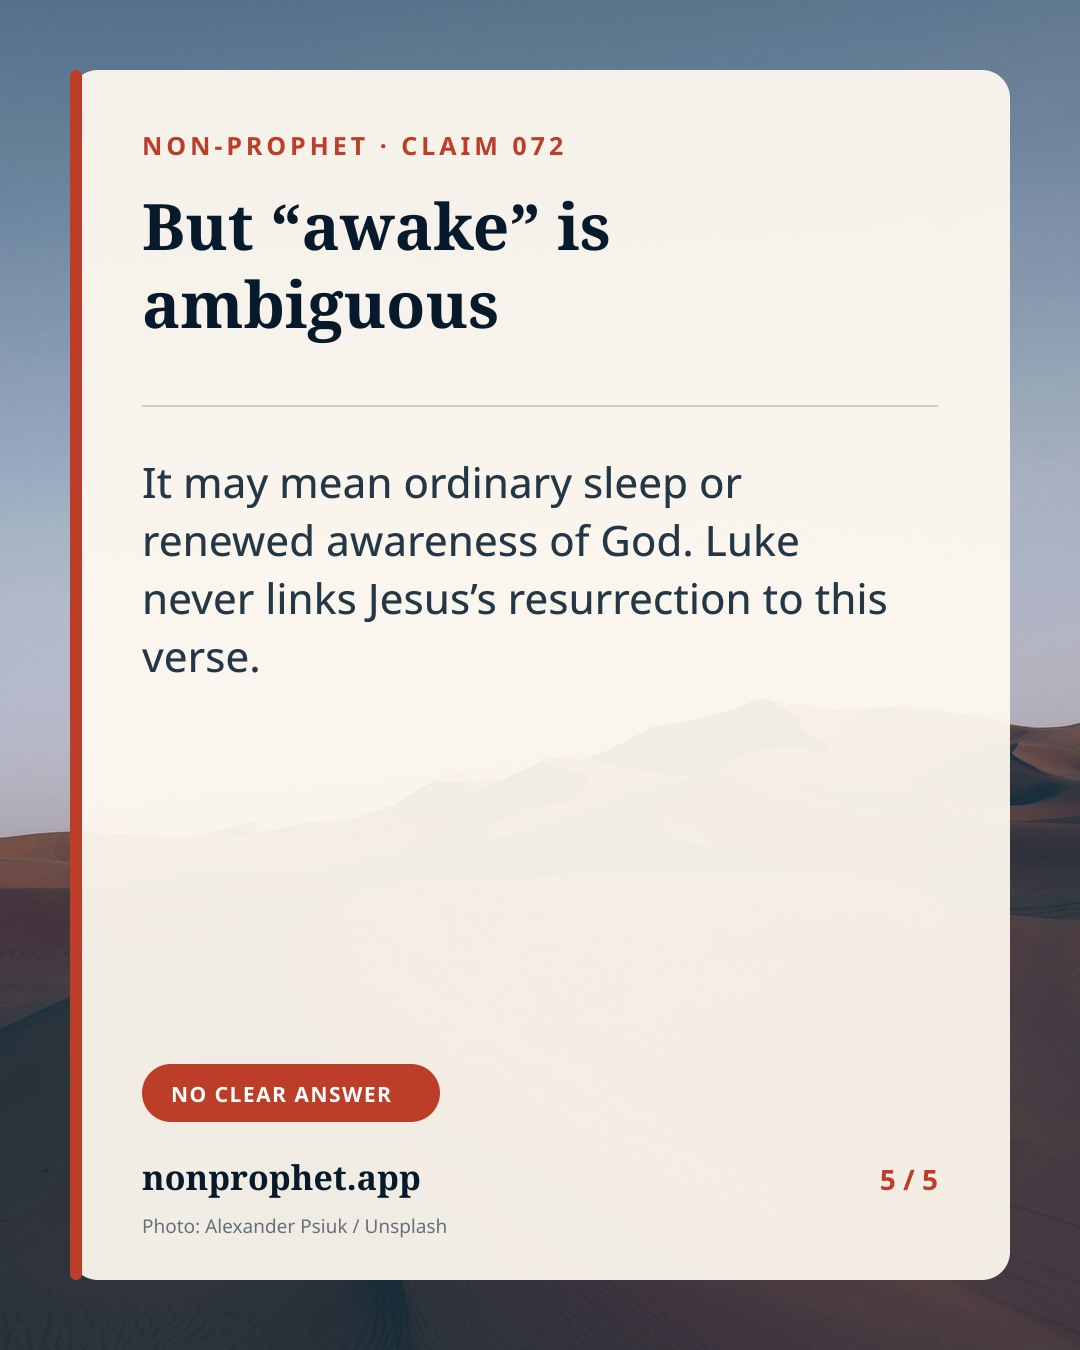 NON-PROPHET · CLAIM 072
But “awake” is
ambiguous
It may mean ordinary sleep or
renewed awareness of God. Luke
never links Jesus’s resurrection to this
verse.
NO CLEAR ANSWER
nonprophet.app
5 / 5
Photo: Alexander Psiuk / Unsplash